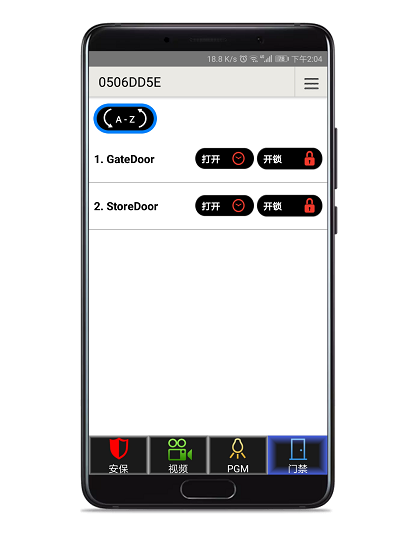 18.8 K/s 下午2:04
0506DD5E
A-Z
1. GateDoor 打开 开锁
2. StoreDoor 打开 开锁
安保 视频 PGM 门禁